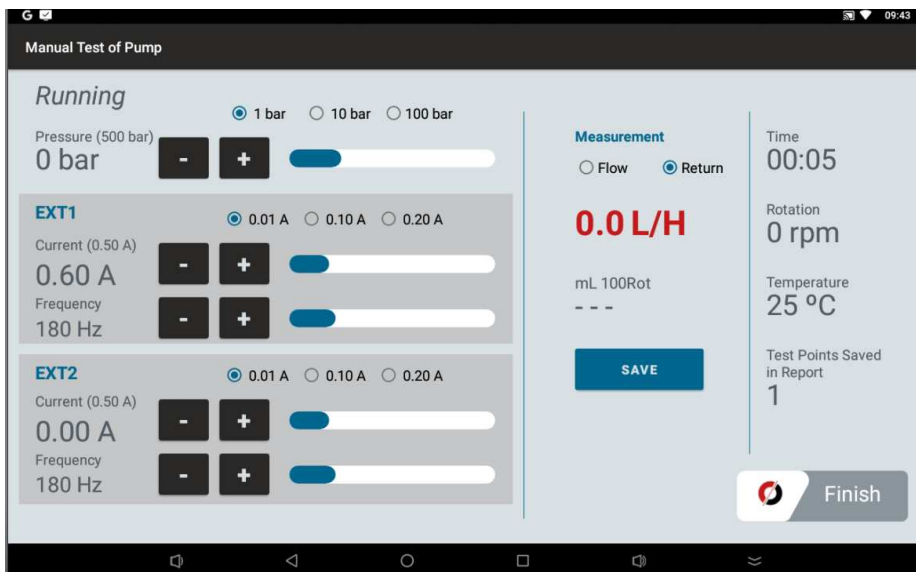 G
09:43
Manual Test of Pump
Running
1 bar 10 bar 100 bar
Pressure (500 bar)
0 bar
- +
EXT1
0.01 A 0.10 A 0.20 A
Current (0.50 A)
0.60 A
- +
Frequency
180 Hz
- +
EXT2
0.01 A 0.10 A 0.20 A
Current (0.50 A)
0.00 A
- +
Frequency
180 Hz
- +
Measurement
Flow Return
0.0 L/H
mL 100Rot
- - -
SAVE
Time
00:05
Rotation
0 rpm
Temperature
25 ºC
Test Points Saved
in Report
1
Finish